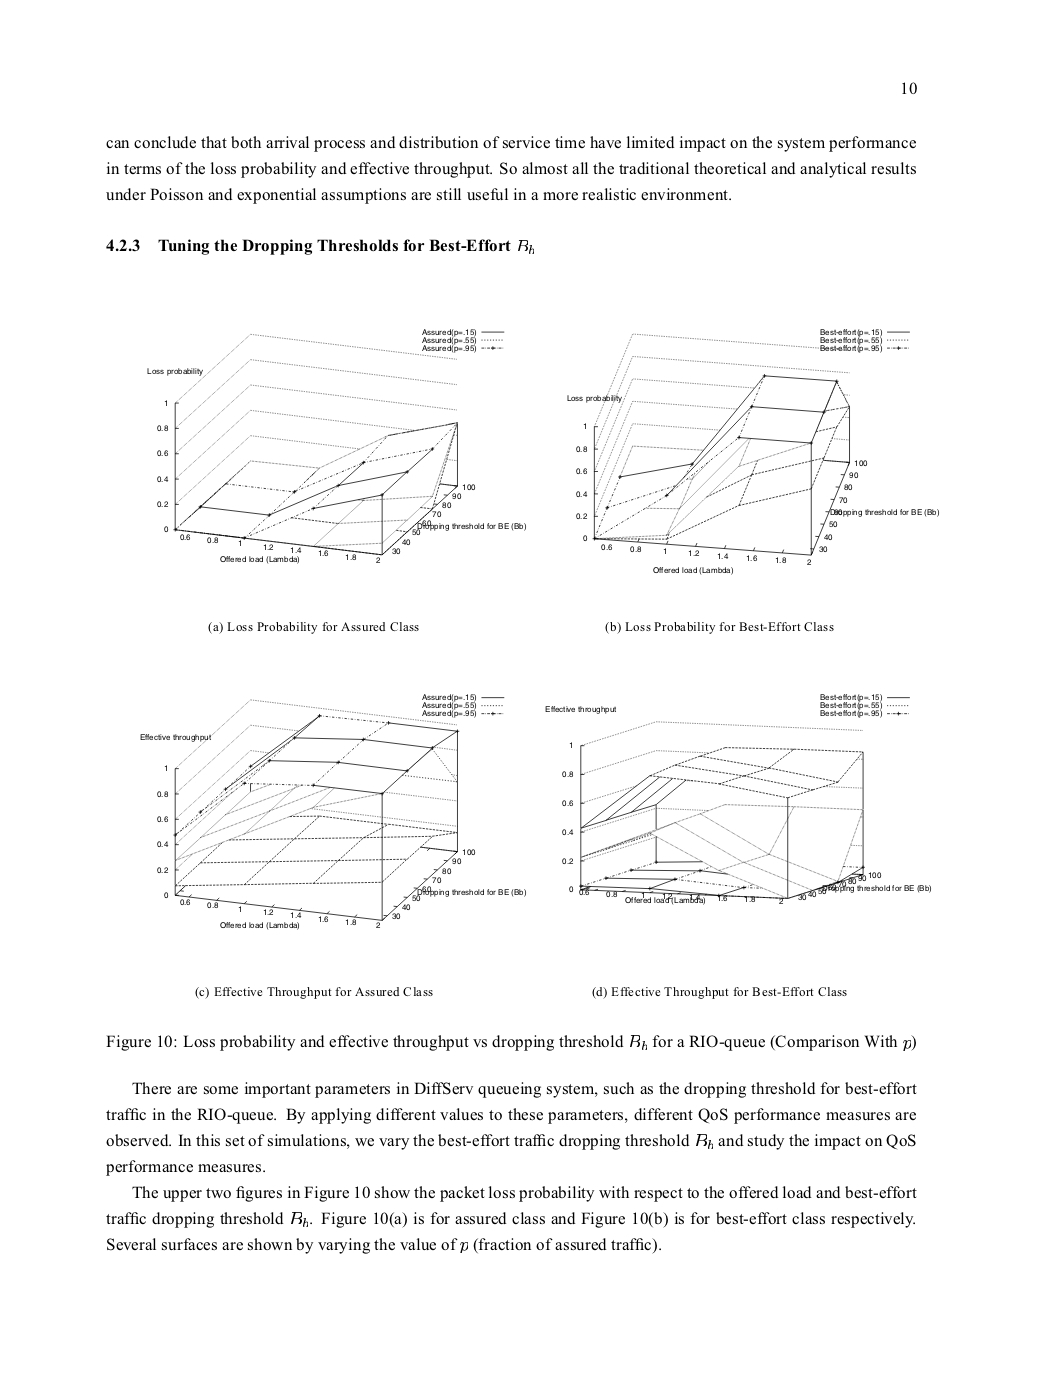 10
can conclude that both arrival process and distribution of service time have limited impact on the system performance
in terms of the loss probability and effective throughput. So almost all the traditional theoretical and analytical results
under Poisson and exponential assumptions are still useful in a more realistic environment.
4.2.3 Tuning the Dropping Thresholds for Best-Effort B_b
Assured(p=.15)
Assured(p=.55)
Assured(p=.95)
Loss probability
1
0.8
0.6
0.4
0.2
0
0.6 0.8 1 1.2 1.4 1.6 1.8 2
Offered load (Lambda)
30 40 50 60 70 80 90 100
Dropping threshold for BE (Bb)
Best-effort(p=.15)
Best-effort(p=.55)
Best-effort(p=.95)
Loss probability
1
0.8
0.6
0.4
0.2
0
0.6 0.8 1 1.2 1.4 1.6 1.8 2
Offered load (Lambda)
30 40 50 60 70 80 90 100
Dropping threshold for BE (Bb)
(a) Loss Probability for Assured Class
(b) Loss Probability for Best-Effort Class
Assured(p=.15)
Assured(p=.55)
Assured(p=.95)
Effective throughput
1
0.8
0.6
0.4
0.2
0
0.6 0.8 1 1.2 1.4 1.6 1.8 2
Offered load (Lambda)
30 40 50 60 70 80 90 100
Dropping threshold for BE (Bb)
Best-effort(p=.15)
Best-effort(p=.55)
Best-effort(p=.95)
Effective throughput
1
0.8
0.6
0.4
0.2
0
0.6 0.8 1 1.2 1.4 1.6 1.8 2
Offered load (Lambda)
30 40 50 60 70 80 90 100
Dropping threshold for BE (Bb)
(c) Effective Throughput for Assured Class
(d) Effective Throughput for Best-Effort Class
Figure 10: Loss probability and effective throughput vs dropping threshold B_b for a RIO-queue (Comparison With p)
There are some important parameters in DiffServ queueing system, such as the dropping threshold for best-effort
traffic in the RIO-queue. By applying different values to these parameters, different QoS performance measures are
observed. In this set of simulations, we vary the best-effort traffic dropping threshold B_b and study the impact on QoS
performance measures.
The upper two figures in Figure 10 show the packet loss probability with respect to the offered load and best-effort
traffic dropping threshold B_b. Figure 10(a) is for assured class and Figure 10(b) is for best-effort class respectively.
Several surfaces are shown by varying the value of p (fraction of assured traffic).